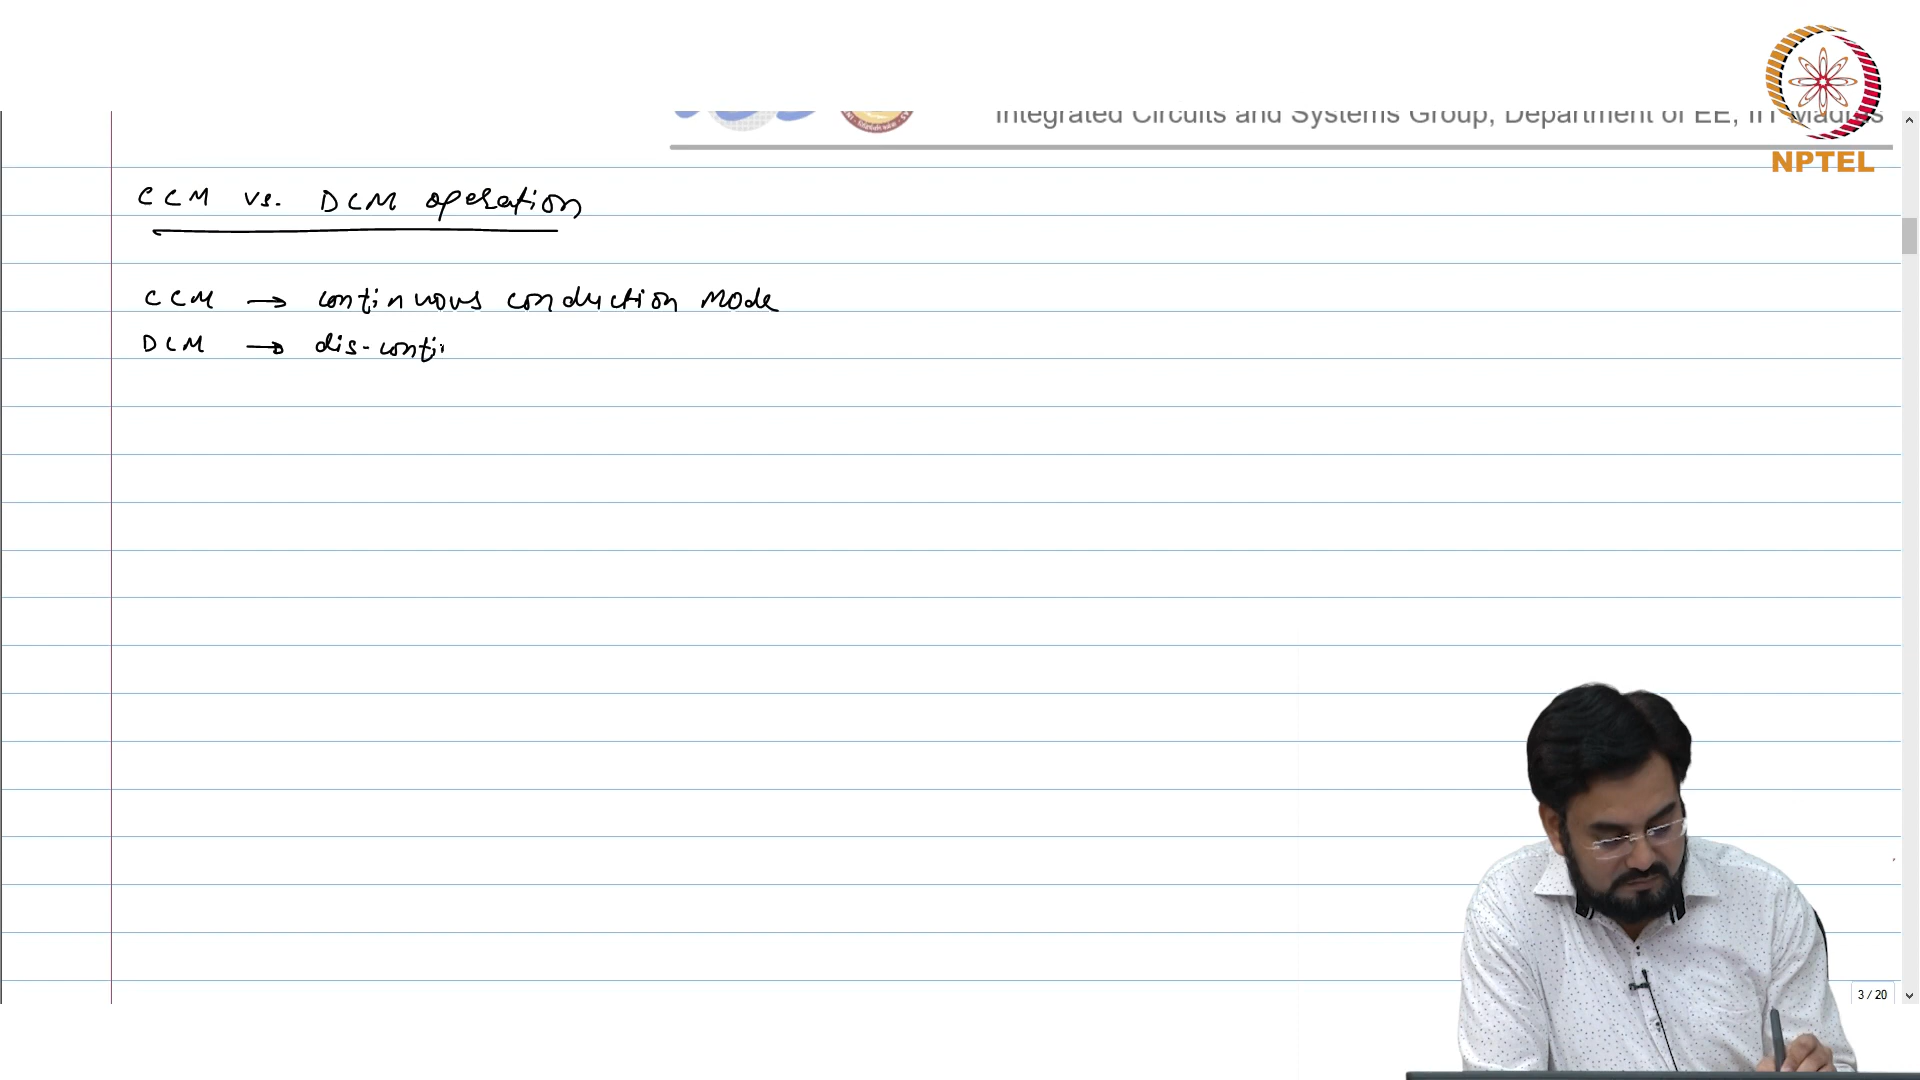 Integrated Circuits and Systems Group, Department of EE, IIT Madras
NPTEL
CCM vs. DCM operation
CCM → continuous conduction mode
DCM → dis-conti
3 / 20